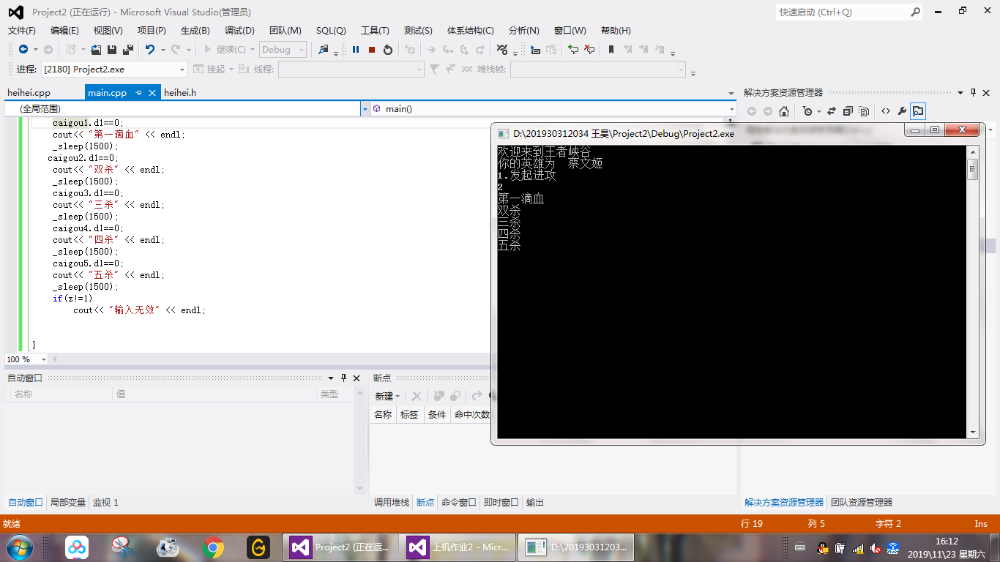 Project2 (正在运行) - Microsoft Visual Studio(管理员)
快速启动 (Ctrl+Q)
文件(F) 编辑(E) 视图(V) 项目(P) 生成(B) 调试(D) 团队(M) SQL(Q) 工具(T) 测试(S) 体系结构(C) 分析(N) 窗口(W) 帮助(H)
继续(C) Debug
进程: [2180] Project2.exe 挂起 线程: 堆栈帧:
heihei.cpp main.cpp heihei.h
解决方案资源管理器
(全局范围) main()
caigou1.d1==0;
cout<< "第一滴血" << endl;
_sleep(1500);
caigou2.d1==0;
cout<< "双杀" << endl;
_sleep(1500);
caigou3.d1==0;
cout<< "三杀" << endl;
_sleep(1500);
caigou4.d1==0;
cout<< "四杀" << endl;
_sleep(1500);
caigou5.d1==0;
cout<< "五杀" << endl;
_sleep(1500);
if(z!=1)
cout<< "输入无效" << endl;
}
100 %
D:\201930312034 王昊\Project2\Debug\Project2.exe
欢迎来到王者峡谷
你的英雄为 蔡文姬
1.发起进攻
2
第一滴血
双杀
三杀
四杀
五杀
自动窗口
名称 值 类型
断点
新建
名称 标签 条件 命中次数
自动窗口 局部变量 监视 1
调用堆栈 断点 命令窗口 即时窗口 输出
解决方案资源管理器 团队资源管理器
就绪
行 19 列 5 字符 2 Ins
Project2 (正在运...
上机作业2 - Micr...
D:\20193031203...
16:12
2019\11\23 星期六